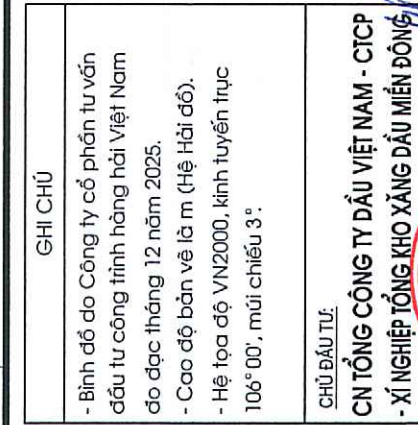 GHI CHÚ
- Bình đồ do Công ty cổ phần tư vấn
đầu tư công trình hàng hải Việt Nam
đo đạc tháng 12 năm 2025.
- Cao độ bản vẽ là m (Hệ Hải đồ).
- Hệ tọa độ VN2000, kinh tuyến trục
106° 00', múi chiếu 3°.
CHỦ ĐẦU TƯ:
CN TỔNG CÔNG TY DẦU VIỆT NAM - CTCP
- XÍ NGHIỆP TỔNG KHO XĂNG DẦU MIỀN ĐÔNG